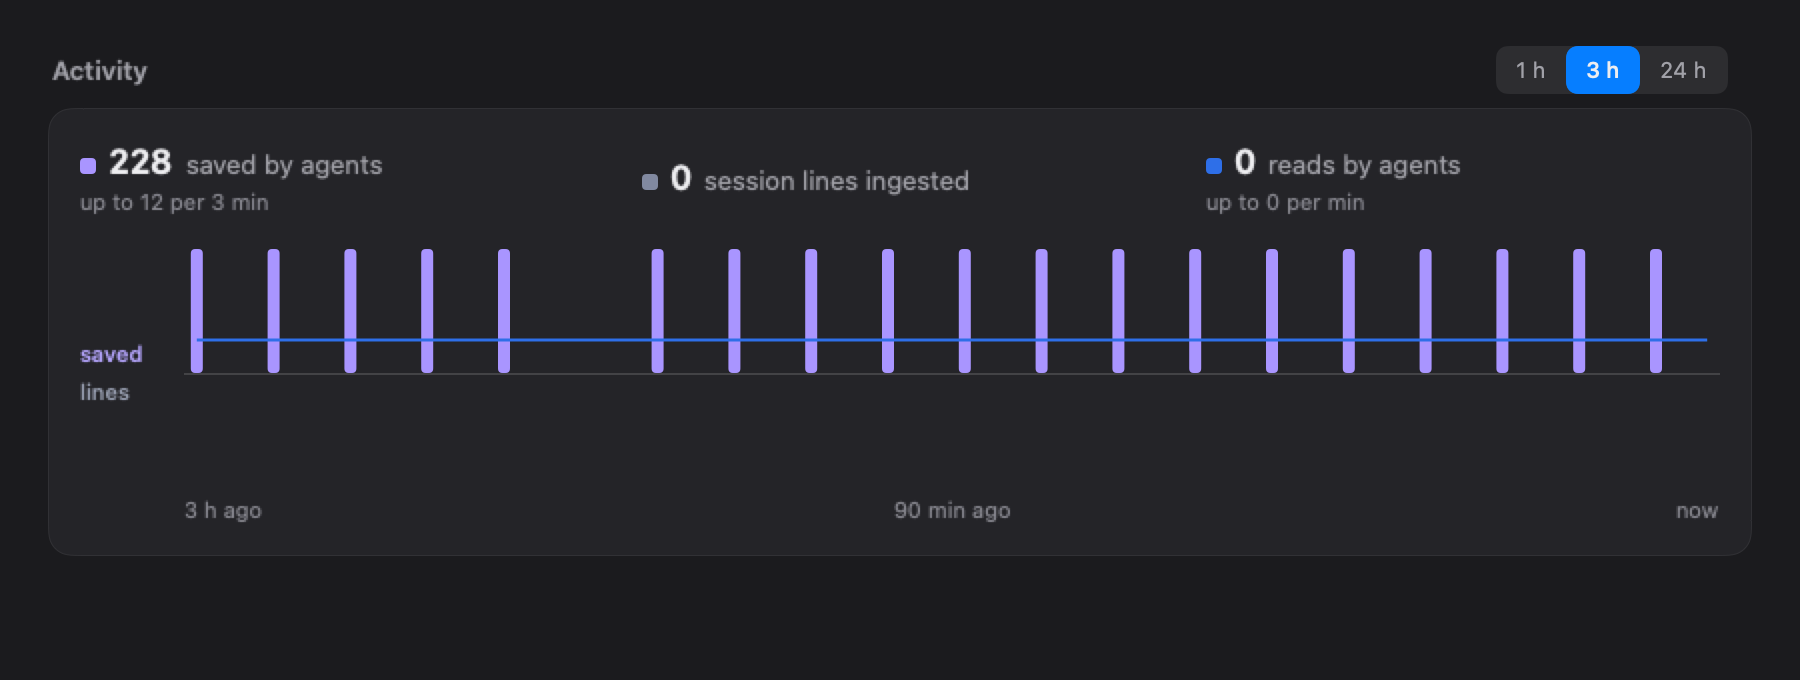 Activity
1 h 3 h 24 h
228 saved by agents
up to 12 per 3 min
0 session lines ingested
0 reads by agents
up to 0 per min
saved
lines
3 h ago 90 min ago now